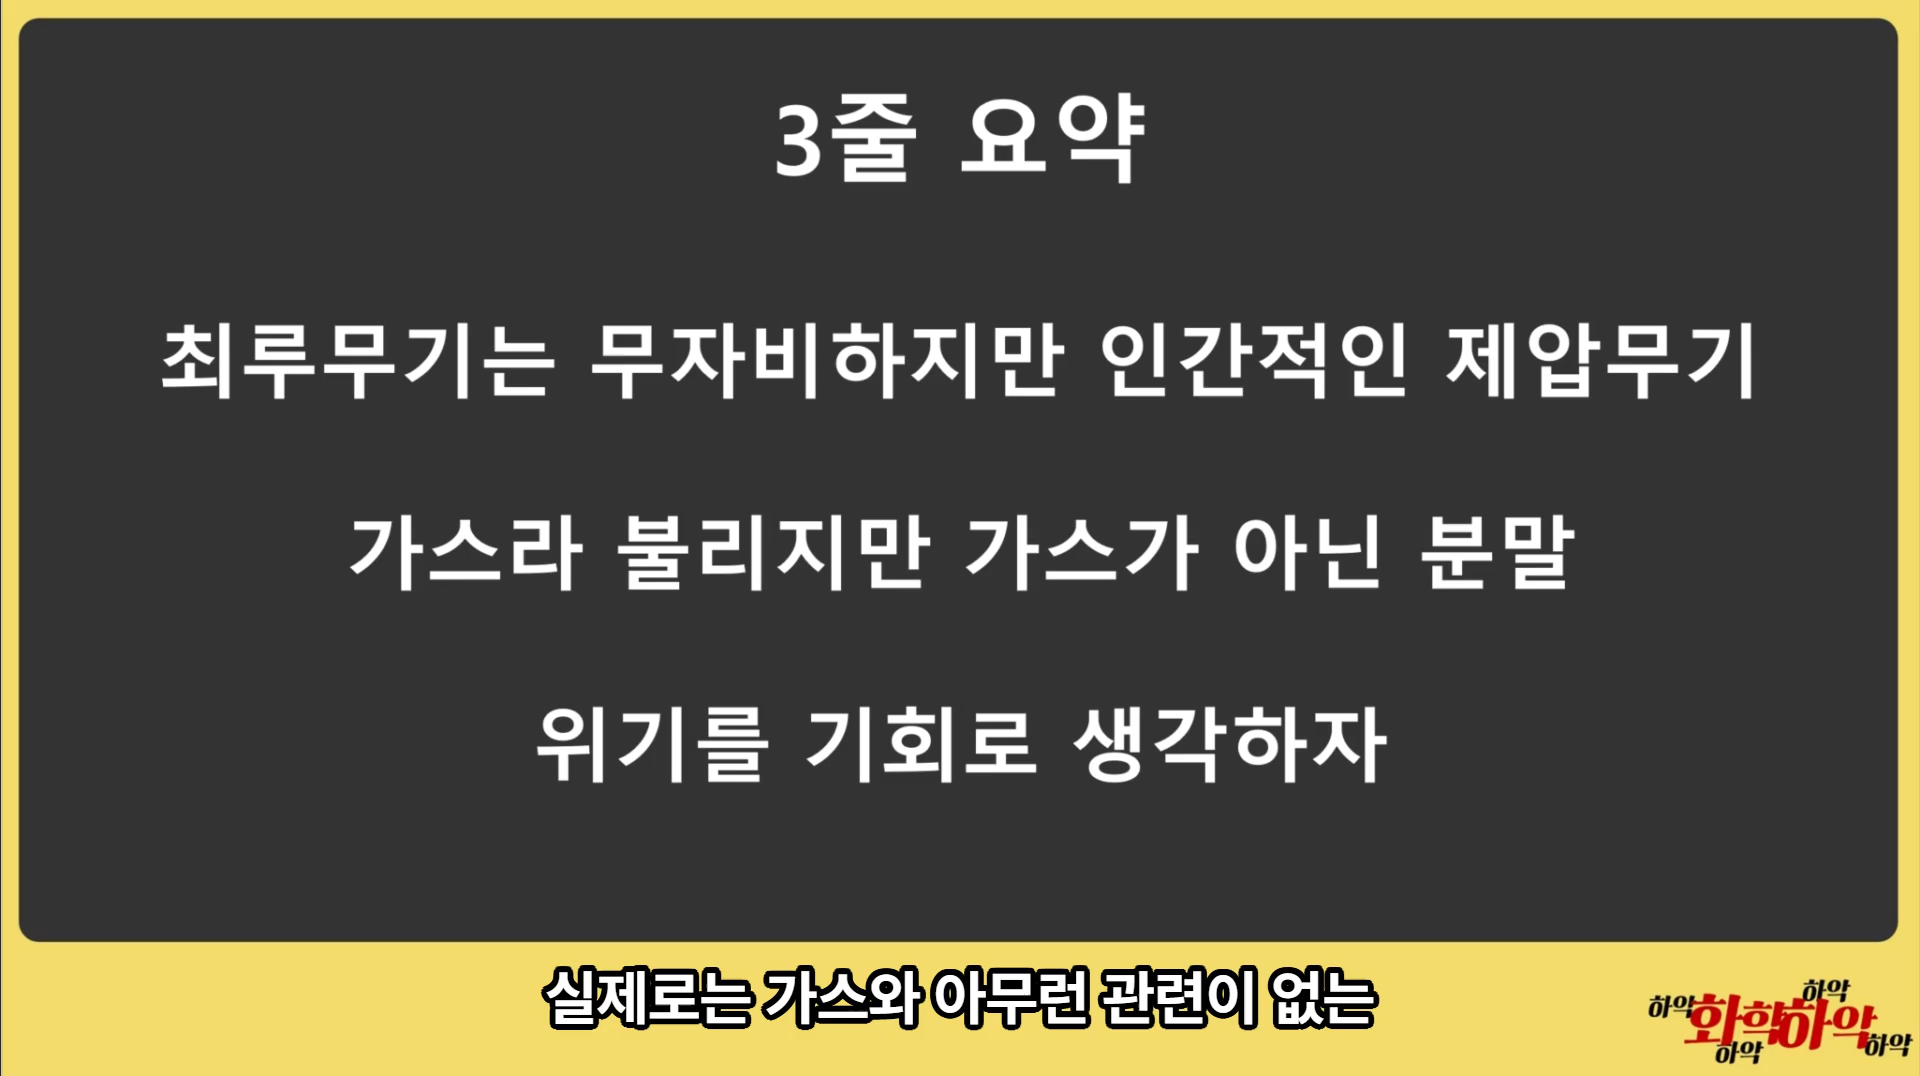 3줄 요약
최루무기는 무자비하지만 인간적인 제압무기
가스라 불리지만 가스가 아닌 분말
위기를 기회로 생각하자
실제로는 가스와 아무런 관련이 없는
하약
하약
화학하약
하약
하약